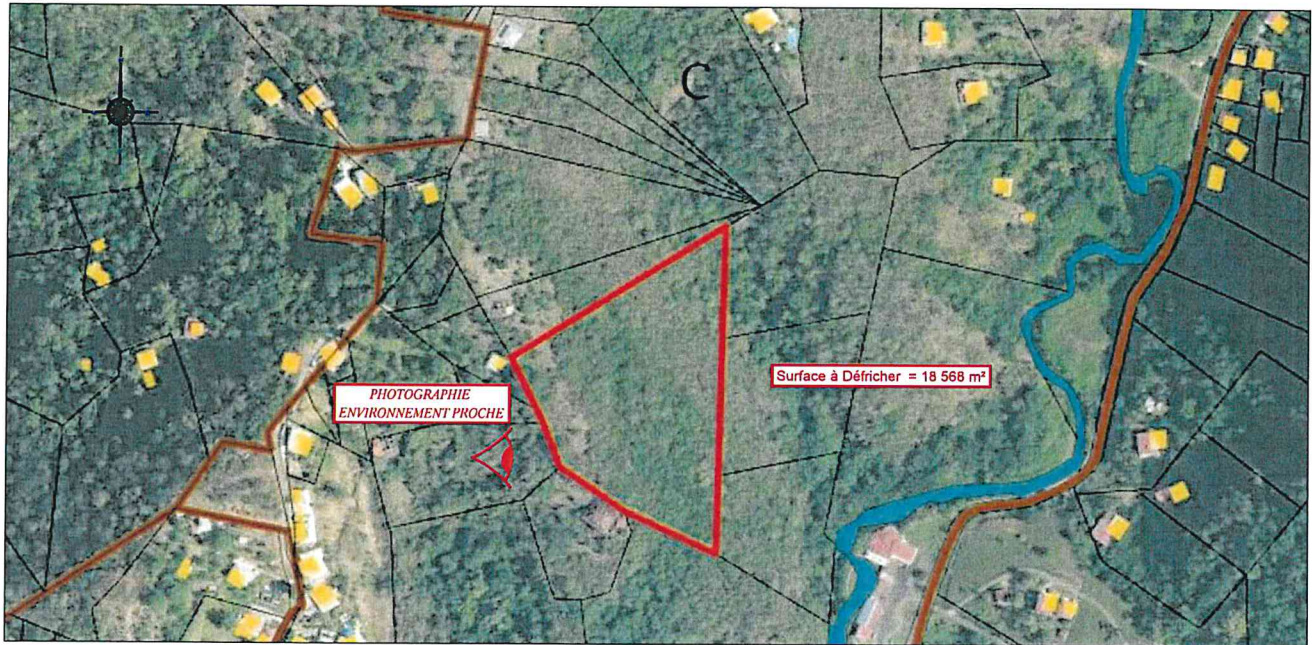 C
PHOTOGRAPHIE
ENVIRONNEMENT PROCHE
Surface à Défricher = 18 568 m²